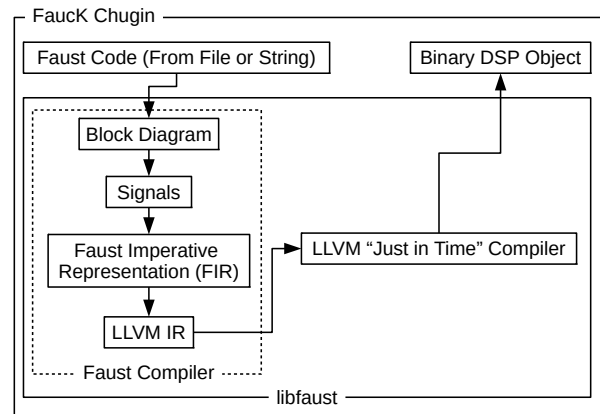 FaucK Chugin
Faust Code (From File or String)
Binary DSP Object
Block Diagram
Signals
Faust Imperative
Representation (FIR)
LLVM “Just in Time” Compiler
LLVM IR
Faust Compiler
libfaust